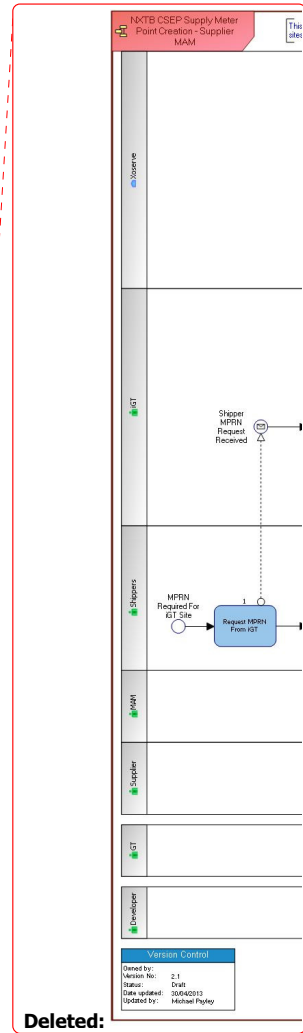 NXTB CSEP Supply Meter
Point Creation - Supplier
MAM
This
sites
Xoserve
iGT
Shipper
MPRN
Request
Received
Shippers
MPRN
Required For
iGT Site
1
Request MPRN
From iGT
MAM
Supplier
iGT
Developer
Version Control
Owned by:
Version No: 2.1
Status: Draft
Date updated: 30/04/2013
Updated by: Michael Payley
Deleted: